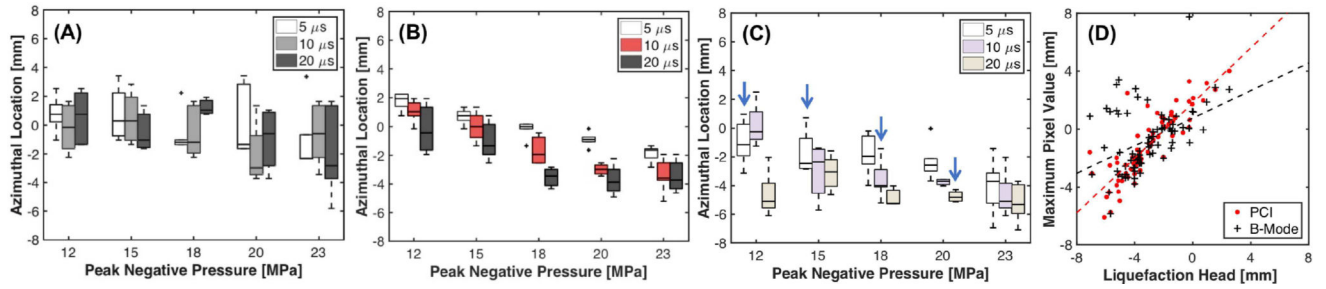 (A)
5 μs
10 μs
20 μs
Azimuthal Location [mm]
8
6
4
2
0
-2
-4
-6
-8
12 15 18 20 23
Peak Negative Pressure [MPa]
(B)
5 μs
10 μs
20 μs
Azimuthal Location [mm]
8
6
4
2
0
-2
-4
-6
-8
12 15 18 20 23
Peak Negative Pressure [MPa]
(C)
5 μs
10 μs
20 μs
Azimuthal Location [mm]
8
6
4
2
0
-2
-4
-6
-8
12 15 18 20 23
Peak Negative Pressure [MPa]
(D)
Maximum Pixel Value [mm]
8
4
0
-4
-8
PCI
B-Mode
-8 -4 0 4 8
Liquefaction Head [mm]